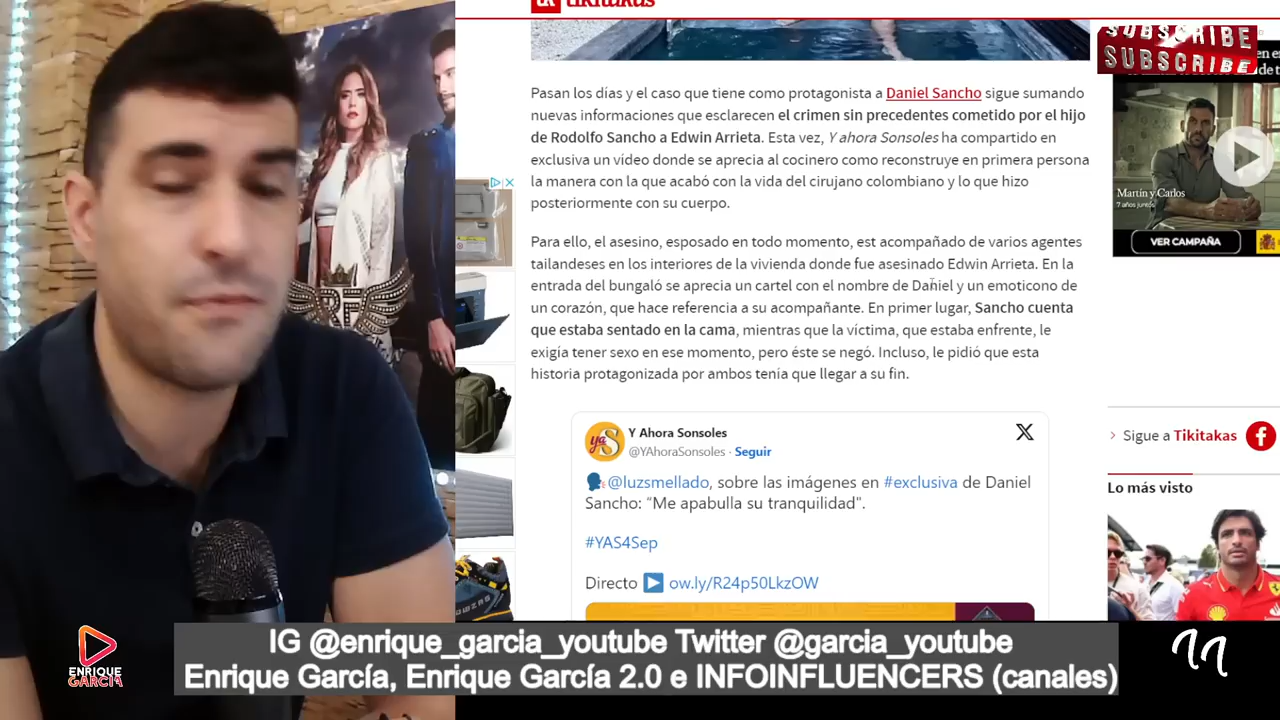 tikitakas
SUBSCRIBE
SUBSCRIBE
Pasan los días y el caso que tiene como protagonista a Daniel Sancho sigue sumando
nuevas informaciones que esclarecen el crimen sin precedentes cometido por el hijo
de Rodolfo Sancho a Edwin Arrieta. Esta vez, Y ahora Sonsoles ha compartido en
exclusiva un vídeo donde se aprecia al cocinero como reconstruye en primera persona
la manera con la que acabó con la vida del cirujano colombiano y lo que hizo
posteriormente con su cuerpo.
Para ello, el asesino, esposado en todo momento, est acompañado de varios agentes
tailandeses en los interiores de la vivienda donde fue asesinado Edwin Arrieta. En la
entrada del bungaló se aprecia un cartel con el nombre de Daniel y un emoticono de
un corazón, que hace referencia a su acompañante. En primer lugar, Sancho cuenta
que estaba sentado en la cama, mientras que la víctima, que estaba enfrente, le
exigía tener sexo en ese momento, pero éste se negó. Incluso, le pidió que esta
historia protagonizada por ambos tenía que llegar a su fin.
Y Ahora Sonsoles
@YAhoraSonsoles · Seguir
@luzsmellado, sobre las imágenes en #exclusiva de Daniel
Sancho: “Me apabulla su tranquilidad".
#YAS4Sep
Directo ow.ly/R24p50LkzOW
Martín y Carlos
7 años juntos
VER CAMPAÑA
Sigue a Tikitakas
Lo más visto
IG @enrique_garcia_youtube Twitter @garcia_youtube
Enrique García, Enrique García 2.0 e INFOINFLUENCERS (canales)
ENRIQUE
GARCÍA